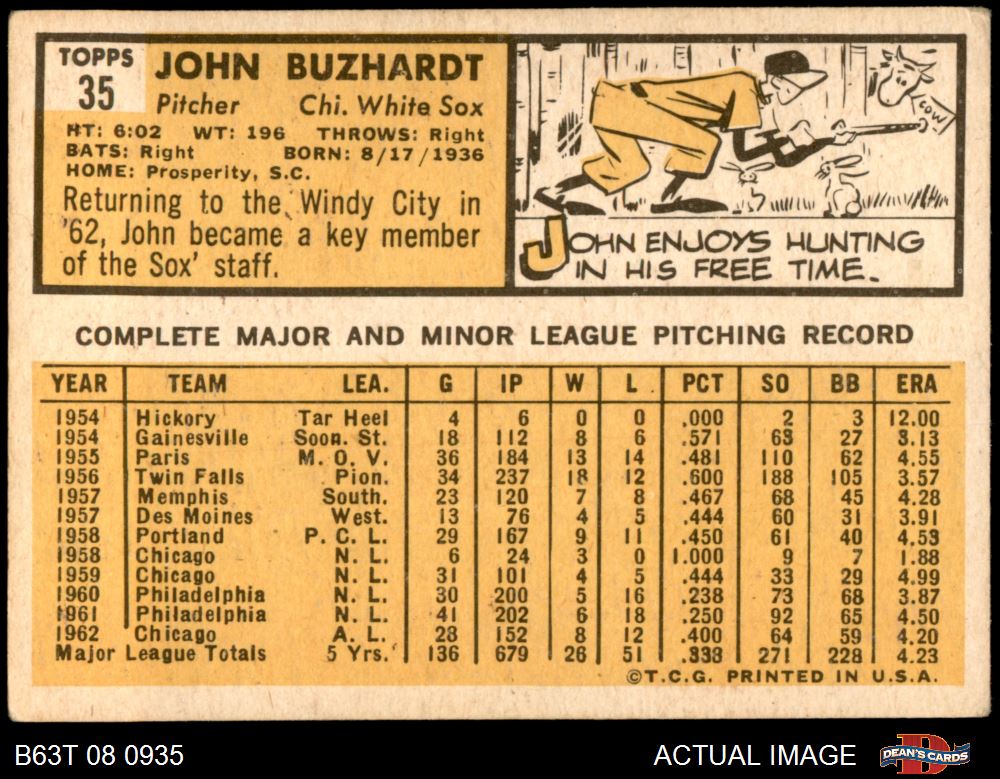 TOPPS
35
JOHN BUZHARDT
Pitcher Chi. White Sox
HT: 6:02 WT: 196 THROWS: Right
BATS: Right BORN: 8/17/1936
HOME: Prosperity, S.C.
Returning to the Windy City in
'62, John became a key member
of the Sox' staff.
COW
JOHN ENJOYS HUNTING
IN HIS FREE TIME.
COMPLETE MAJOR AND MINOR LEAGUE PITCHING RECORD
YEAR TEAM LEA. G IP W L PCT SO BB ERA
1954 Hickory Tar Heel 4 6 0 0 .000 2 3 12.00
1954 Gainesville Soon. St. 18 112 8 6 .571 63 27 3.13
1955 Paris M. O. V. 36 184 13 14 .481 110 62 4.55
1956 Twin Falls Pion. 34 237 18 12 .600 188 105 3.57
1957 Memphis South. 23 120 7 8 .467 68 45 4.28
1957 Des Moines West. 13 76 4 5 .444 60 31 3.91
1958 Portland P. C. L. 29 167 9 11 .450 61 40 4.53
1958 Chicago N. L. 6 24 3 0 1.000 9 7 1.88
1959 Chicago N. L. 31 101 4 5 .444 33 29 4.99
1960 Philadelphia N. L. 30 200 5 16 .238 73 68 3.87
1961 Philadelphia N. L. 41 202 6 18 .250 92 65 4.50
1962 Chicago A. L. 28 152 8 12 .400 64 59 4.20
Major League Totals 5 Yrs. 136 679 26 51 .338 271 228 4.23
©T.C.G. PRINTED IN U.S.A.
B63T 08 0935 ACTUAL IMAGE DEAN'S CARDS